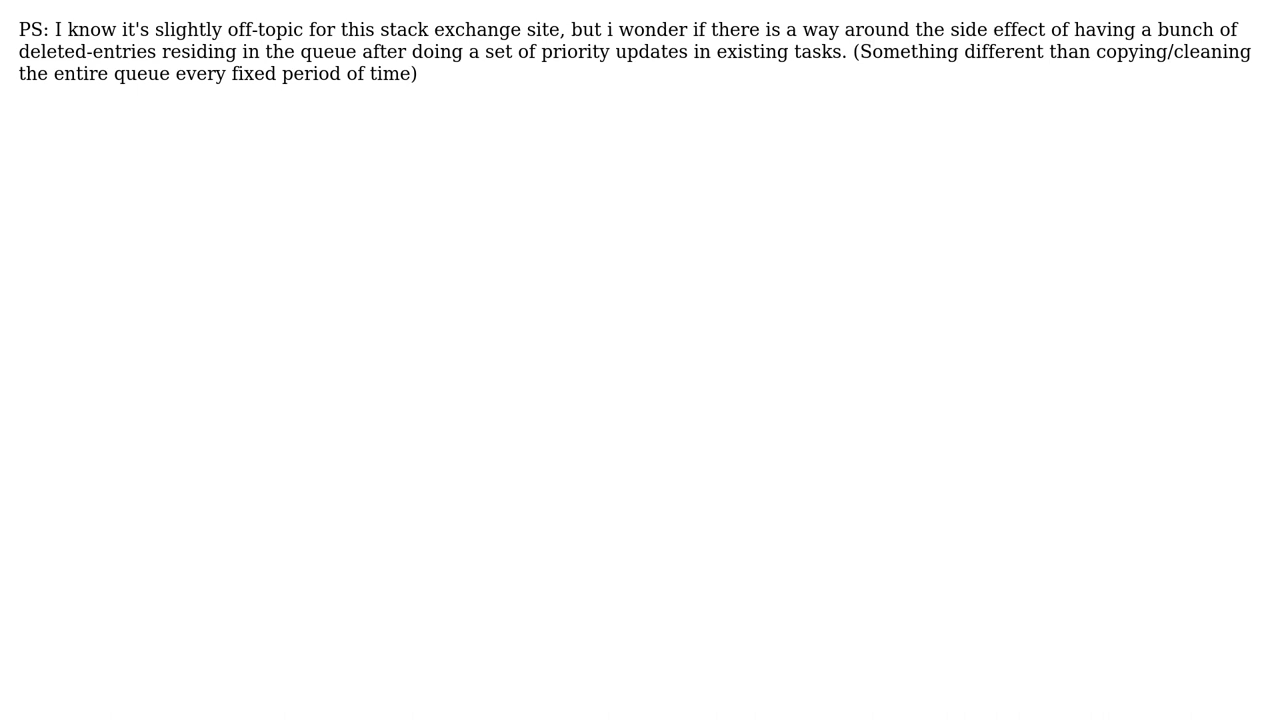 PS: I know it's slightly off-topic for this stack exchange site, but i wonder if there is a way around the side effect of having a bunch of
deleted-entries residing in the queue after doing a set of priority updates in existing tasks. (Something different than copying/cleaning
the entire queue every fixed period of time)